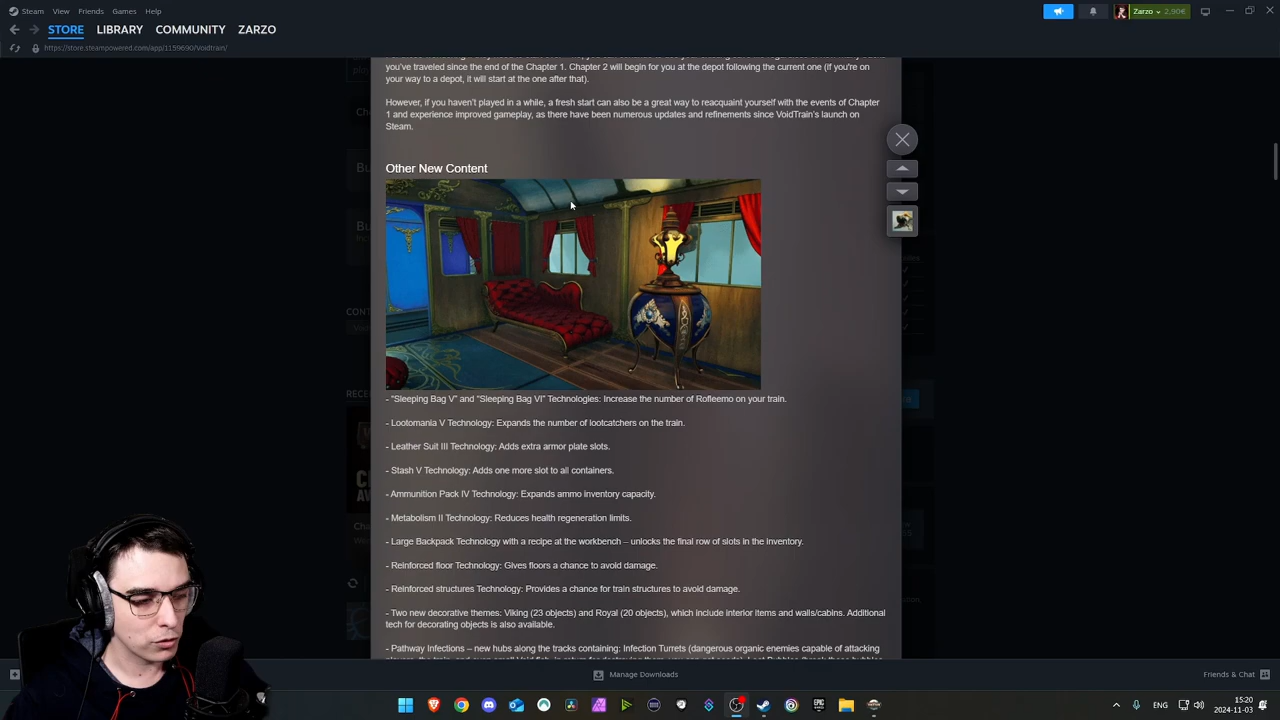 Steam View Friends Games Help
Zarzo 2,90€
STORE LIBRARY COMMUNITY ZARZO
https://store.steampowered.com/app/1159690/Voidtrain/
you've traveled since the end of the Chapter 1. Chapter 2 will begin for you at the depot following the current one (if you're on
your way to a depot, it will start at the one after that).
However, if you haven't played in a while, a fresh start can also be a great way to reacquaint yourself with the events of Chapter
1 and experience improved gameplay, as there have been numerous updates and refinements since VoidTrain's launch on
Steam.
Other New Content
- "Sleeping Bag V" and "Sleeping Bag VI" Technologies: Increase the number of Rofleemo on your train.
- Lootomania V Technology: Expands the number of lootcatchers on the train.
- Leather Suit III Technology: Adds extra armor plate slots.
- Stash V Technology: Adds one more slot to all containers.
- Ammunition Pack IV Technology: Expands ammo inventory capacity.
- Metabolism II Technology: Reduces health regeneration limits.
- Large Backpack Technology with a recipe at the workbench – unlocks the final row of slots in the inventory.
- Reinforced floor Technology: Gives floors a chance to avoid damage.
- Reinforced structures Technology: Provides a chance for train structures to avoid damage.
- Two new decorative themes: Viking (23 objects) and Royal (20 objects), which include interior items and walls/cabins. Additional
tech for decorating objects is also available.
- Pathway Infections – new hubs along the tracks containing: Infection Turrets (dangerous organic enemies capable of attacking
Manage Downloads
Friends & Chat
ENG
15:20
2024-11-03